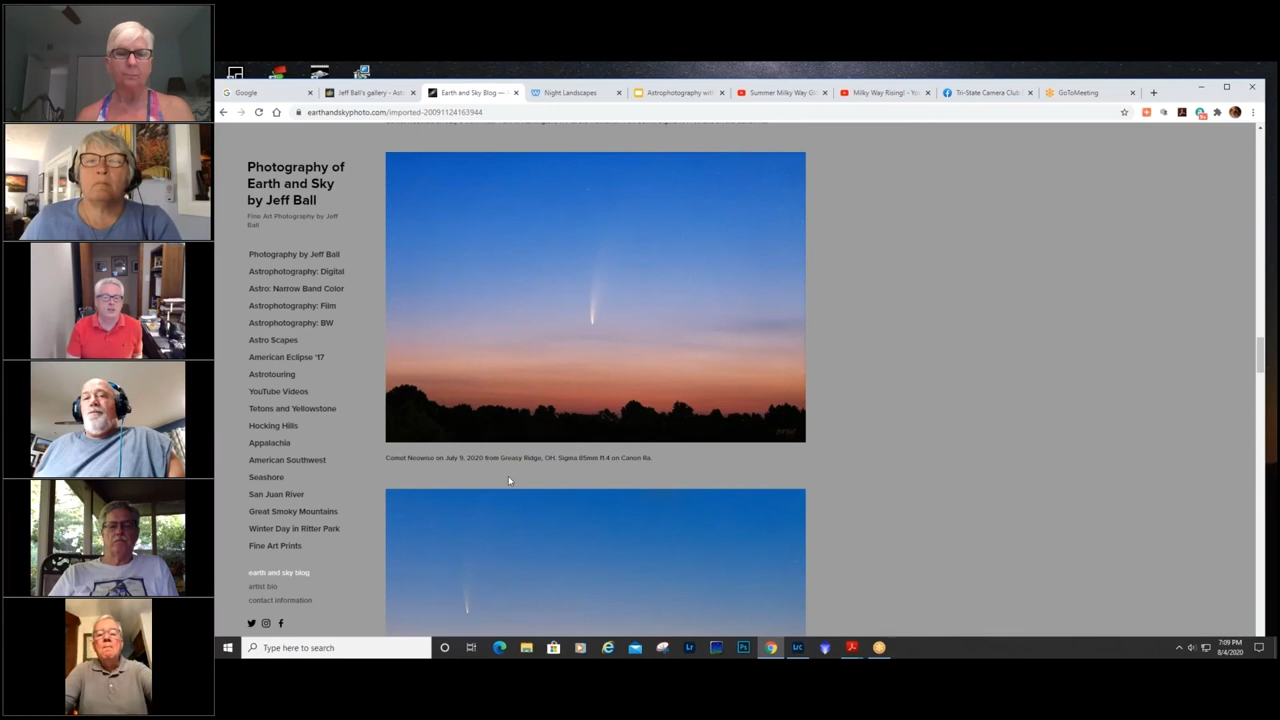 Google
Jeff Ball's gallery - Ast
Earth and Sky Blog —
Night Landscapes
Astrophotography wit
Summer Milky Way G
Milky Way Rising! - Yo
Tri-State Camera Club
GoToMeeting
earthandskyphoto.com/imported-20091124163944
Photography of
Earth and Sky
by Jeff Ball
Fine Art Photography by Jeff
Ball
Photography by Jeff Ball
Astrophotography: Digital
Astro: Narrow Band Color
Astrophotography: Film
Astrophotography: BW
Astro Scapes
American Eclipse '17
Astrotouring
YouTube Videos
Tetons and Yellowstone
Hocking Hills
Appalachia
American Southwest
Seashore
San Juan River
Great Smoky Mountains
Winter Day in Ritter Park
Fine Art Prints
earth and sky blog
artist bio
contact information
Comet Neowise on July 9, 2020 from Greasy Ridge, OH. Sigma 85mm f1.4 on Canon Ra.
Type here to search
Lr
Ps
LrC
7:09 PM
8/4/2020